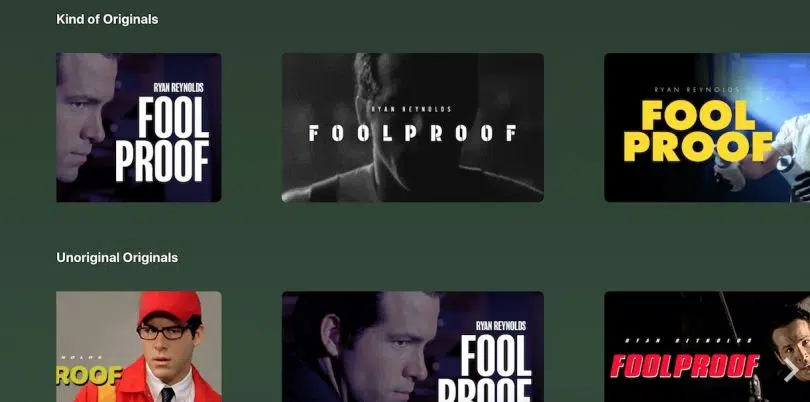 Kind of Originals
RYAN REYNOLDS
FOOL
PROOF
RYAN REYNOLDS
FOOLPROOF
RYAN REYNOLDS
FOOL
PROOF
Unoriginal Originals
NOLDS
ROOF
RYAN REYNOLDS
FOOL
PROOF
RYAN REYNOLDS
FOOLPROOF